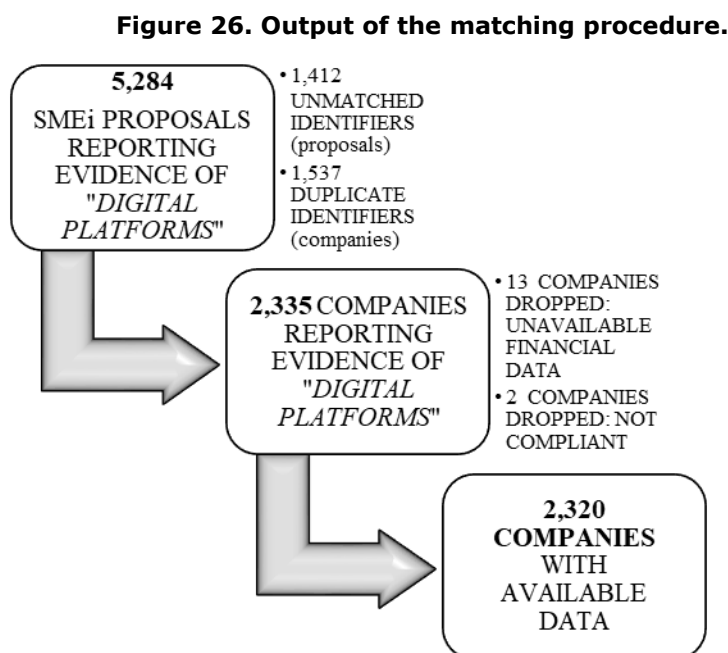 Figure 26. Output of the matching procedure.
5,284
SMEi PROPOSALS
REPORTING
EVIDENCE OF
"DIGITAL
PLATFORMS"
• 1,412
UNMATCHED
IDENTIFIERS
(proposals)
• 1,537
DUPLICATE
IDENTIFIERS
(companies)
2,335 COMPANIES
REPORTING
EVIDENCE OF
"DIGITAL
PLATFORMS"
• 13 COMPANIES
DROPPED:
UNAVAILABLE
FINANCIAL
DATA
• 2 COMPANIES
DROPPED: NOT
COMPLIANT
2,320
COMPANIES
WITH
AVAILABLE
DATA